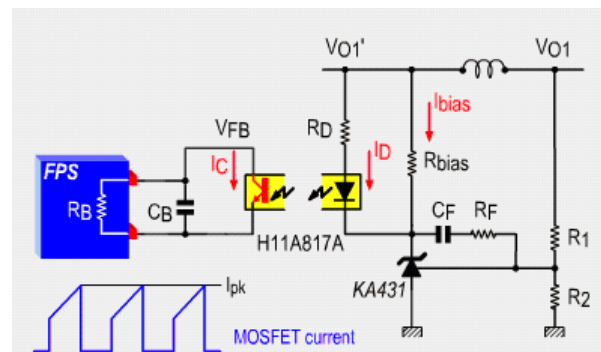 VO1' VO1
Ibias
VFB RD
FPS IC ID Rbias
RB CB CF RF
H11A817A R1
KA431 R2
Ipk
MOSFET current